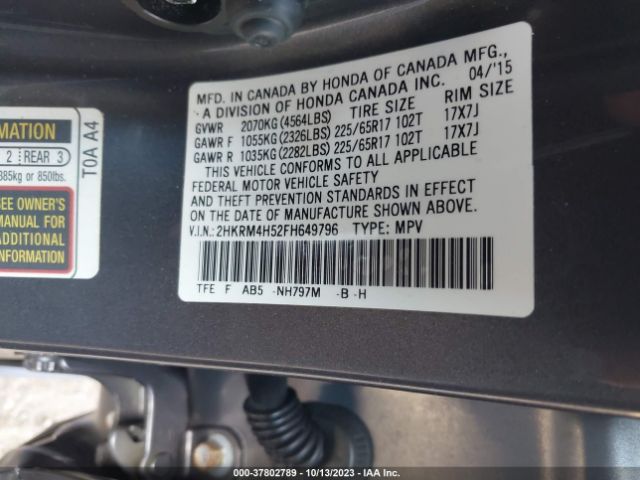 MFD. IN CANADA BY HONDA OF CANADA MFG.,
A DIVISION OF HONDA CANADA INC. 04/'15
GVWR 2070KG (4564LBS) TIRE SIZE RIM SIZE
GAWR F 1055KG (2326LBS) 225/65R17 102T 17X7J
GAWR R 1035KG (2282LBS) 225/65R17 102T 17X7J
THIS VEHICLE CONFORMS TO ALL APPLICABLE
FEDERAL MOTOR VEHICLE SAFETY
AND THEFT PREVENTION STANDARDS IN EFFECT
ON THE DATE OF MANUFACTURE SHOWN ABOVE.
V.I.N.: 2HKRM4H52FH649796 TYPE: MPV
TFE F AB5 -NH797M -B -H
2 REAR 3
385kg or 850lbs.
SEE OWNER'S
MANUAL FOR
ADDITIONAL
T0A A4
000-37802789 - 10/13/2023 - IAA Inc.